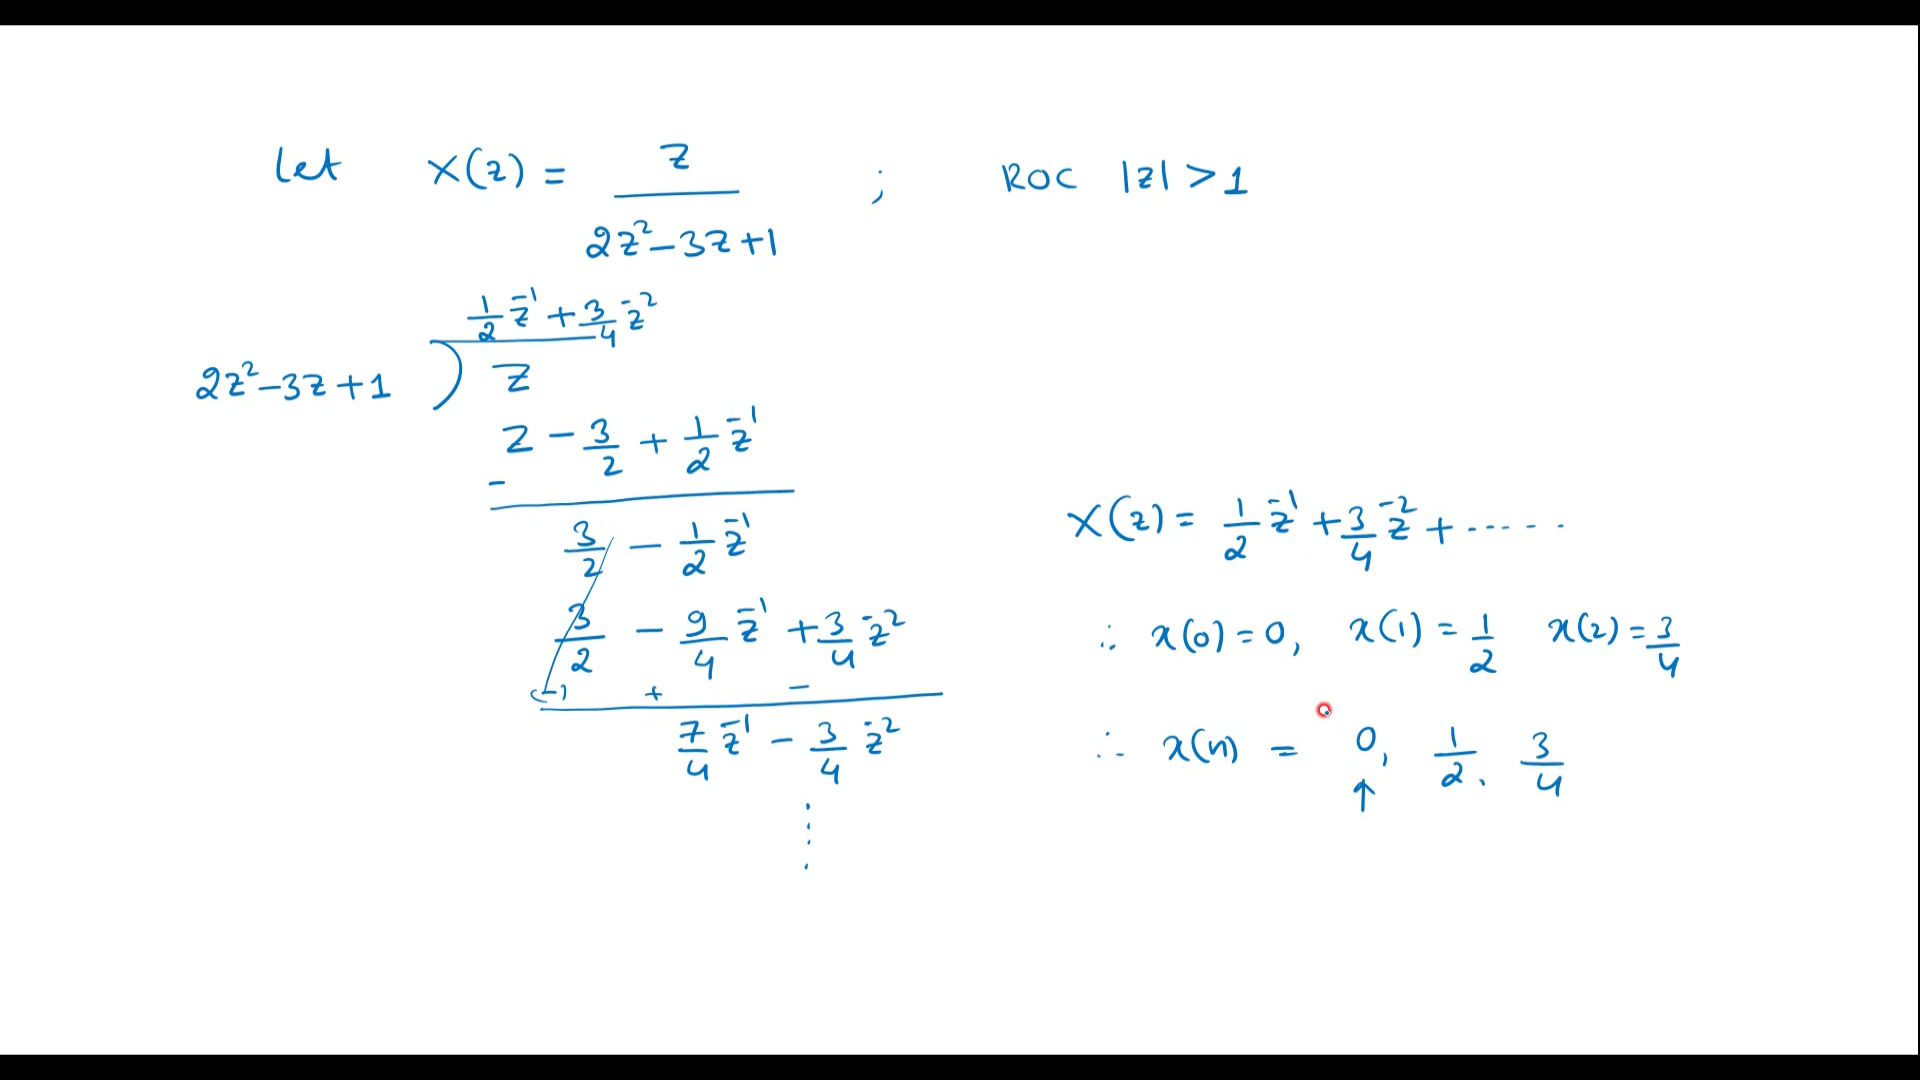 let X(z) = z / (2z² - 3z + 1) ; ROC |z| > 1
1/2 z⁻¹ + 3/4 z⁻²
2z² - 3z + 1 ) z
z - 3/2 + 1/2 z⁻¹
-
3/2 - 1/2 z⁻¹
3/2 - 9/4 z⁻¹ + 3/4 z⁻²
(-) + -
7/4 z⁻¹ - 3/4 z⁻²
⋮
X(z) = 1/2 z⁻¹ + 3/4 z⁻² + .....
∴ x(0) = 0, x(1) = 1/2 x(2) = 3/4
∴ x(n) = 0, 1/2, 3/4
↑